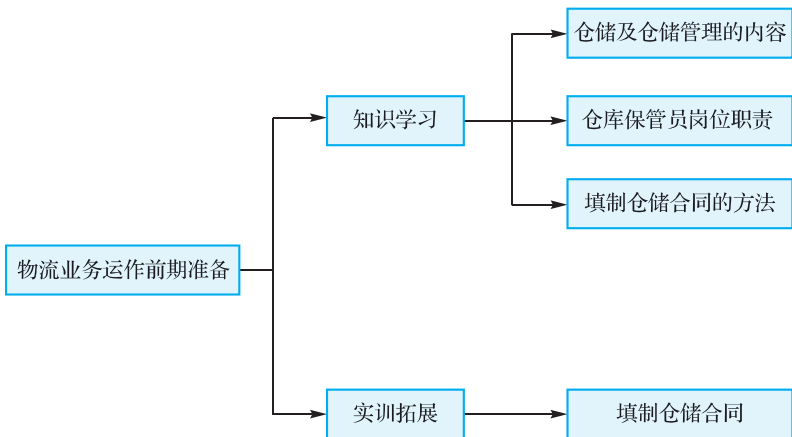 仓储及仓储管理的内容
知识学习
仓库保管员岗位职责
填制仓储合同的方法
物流业务运作前期准备
实训拓展
填制仓储合同